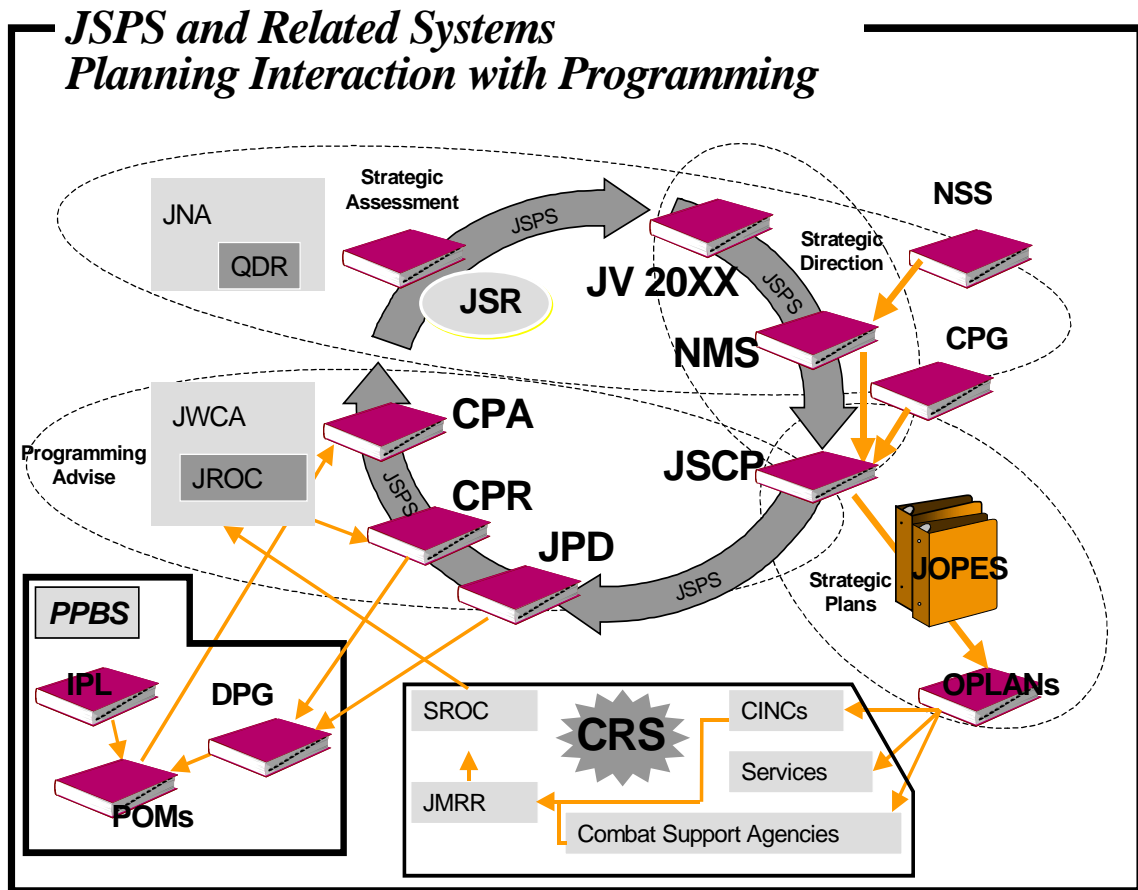 JSPS and Related Systems
Planning Interaction with Programming
Strategic
Assessment
JNA
QDR
JSPS
JSR
JV 20XX
Strategic
Direction
NSS
JSPS
NMS
CPG
JWCA
JROC
Programming
Advise
CPA
JSPS
CPR
JPD
JSCP
JSPS
Strategic
Plans
JOPES
OPLANs
PPBS
IPL
DPG
POMs
SROC
CRS
CINCs
Services
JMRR
Combat Support Agencies